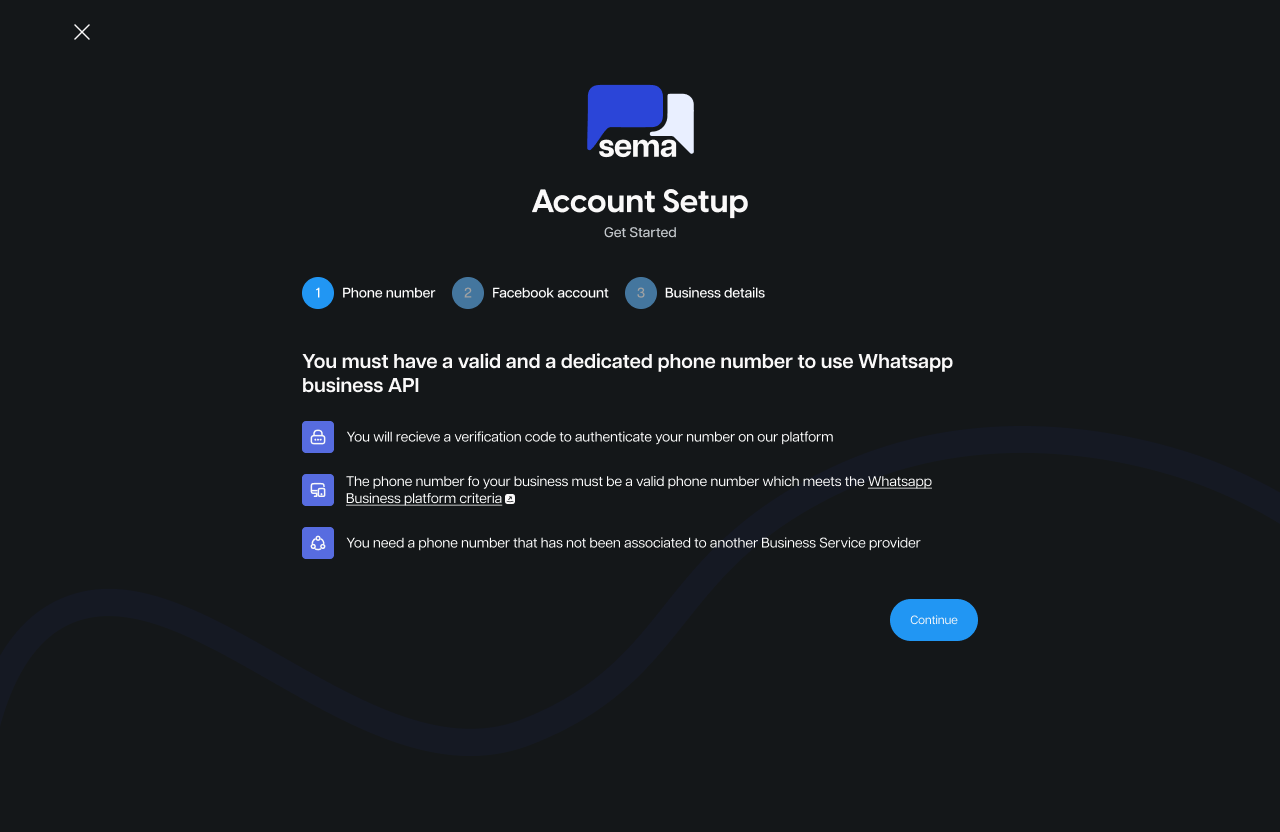 sema
Account Setup
Get Started
1 Phone number 2 Facebook account 3 Business details
You must have a valid and a dedicated phone number to use Whatsapp
business API
You will recieve a verification code to authenticate your number on our platform
The phone number fo your business must be a valid phone number which meets the Whatsapp
Business platform criteria
You need a phone number that has not been associated to another Business Service provider
Continue